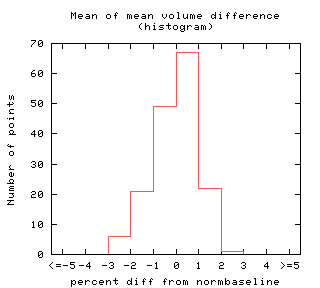 Mean of mean volume difference
(histogram)
70
60
50
40
30
20
10
0
Number of points
<=-5 -4 -3 -2 -1 0 1 2 3 4 >=5
percent diff from normbaseline